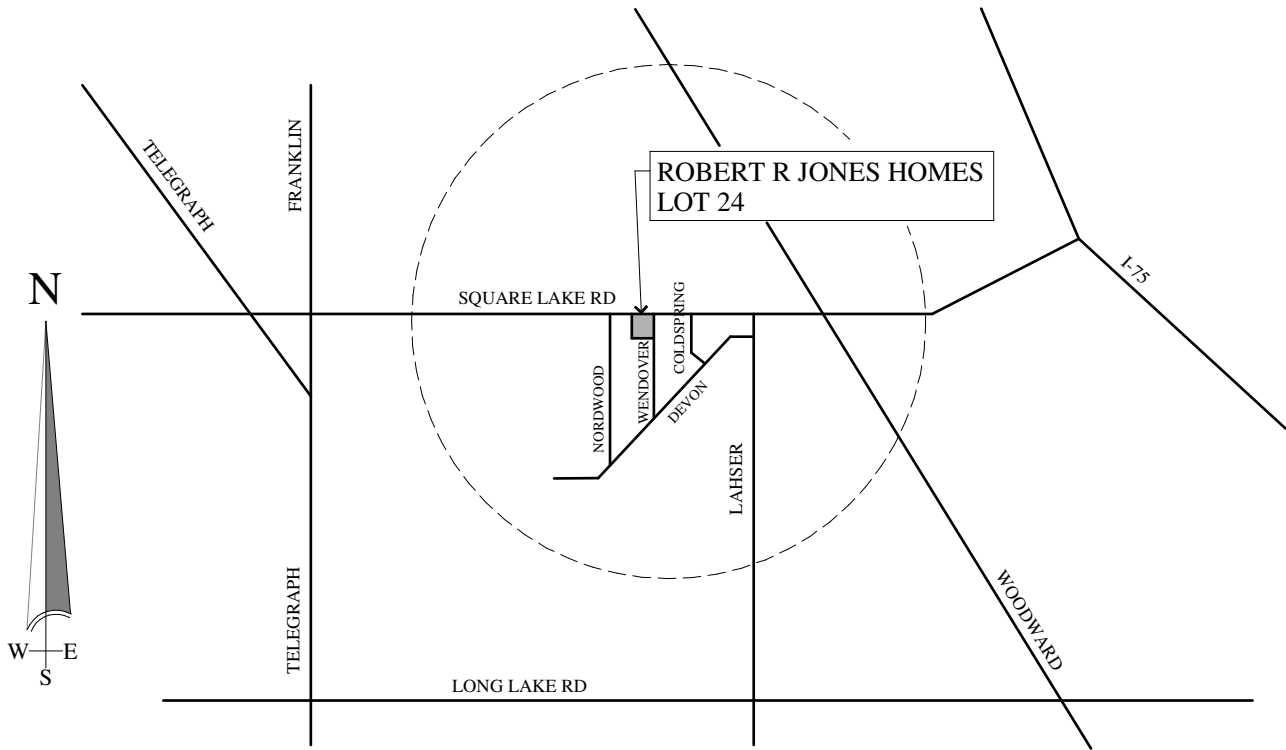 TELEGRAPH
FRANKLIN
ROBERT R JONES HOMES
LOT 24
I-75
N
SQUARE LAKE RD
COLDSPRING
WENDOVER
NORDWOOD
DEVON
LAHSER
WOODWARD
TELEGRAPH
W E
S
LONG LAKE RD